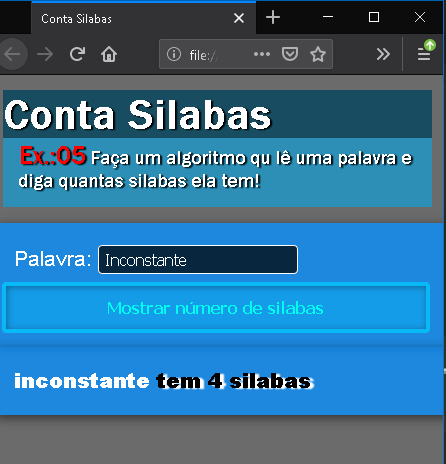 Conta Silabas
file:/
Conta Silabas
Ex.:05 Faça um algoritmo qu lê uma palavra e
diga quantas silabas ela tem!
Palavra: Inconstante
Mostrar número de silabas
inconstante tem 4 silabas